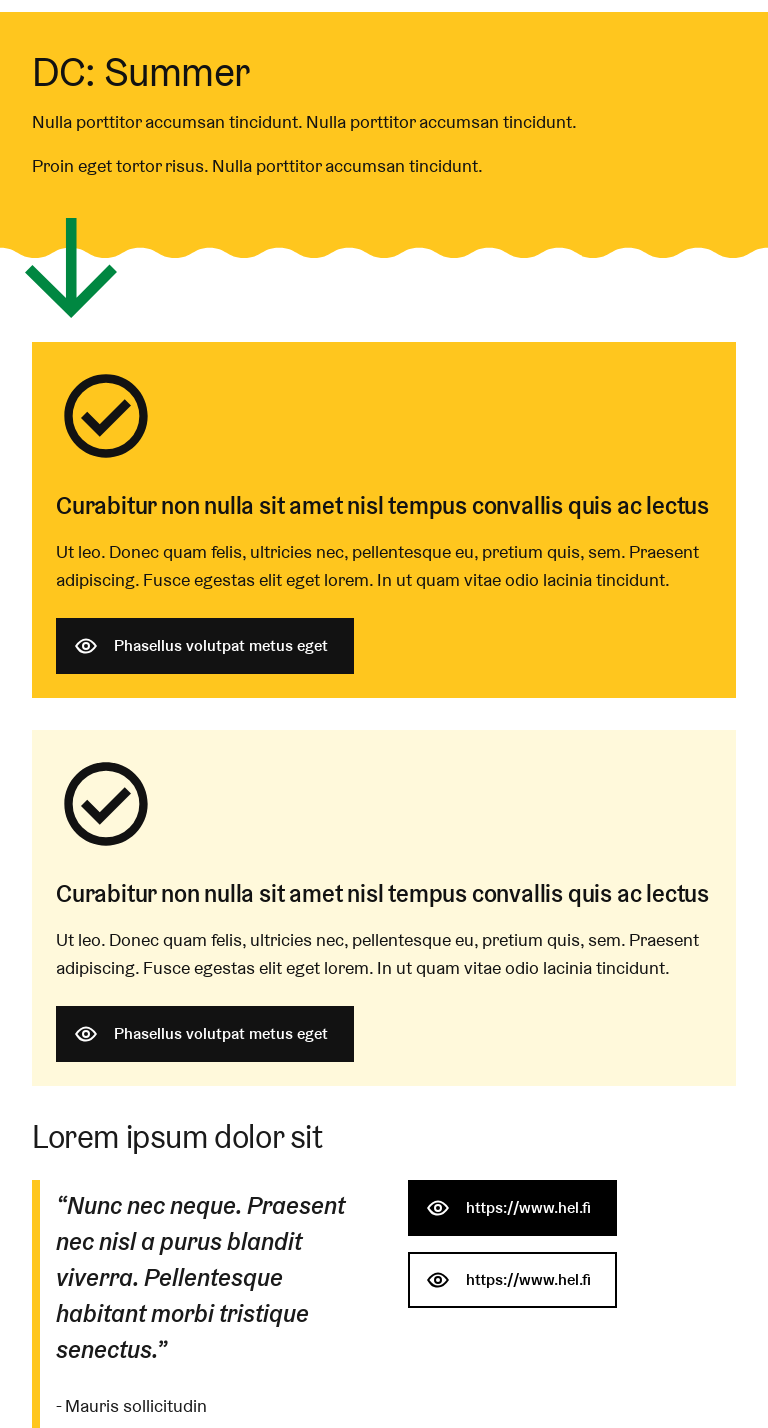 DC: Summer
Nulla porttitor accumsan tincidunt. Nulla porttitor accumsan tincidunt.
Proin eget tortor risus. Nulla porttitor accumsan tincidunt.
Curabitur non nulla sit amet nisl tempus convallis quis ac lectus
Ut leo. Donec quam felis, ultricies nec, pellentesque eu, pretium quis, sem. Praesent
adipiscing. Fusce egestas elit eget lorem. In ut quam vitae odio lacinia tincidunt.
Phasellus volutpat metus eget
Curabitur non nulla sit amet nisl tempus convallis quis ac lectus
Ut leo. Donec quam felis, ultricies nec, pellentesque eu, pretium quis, sem. Praesent
adipiscing. Fusce egestas elit eget lorem. In ut quam vitae odio lacinia tincidunt.
Phasellus volutpat metus eget
Lorem ipsum dolor sit
“Nunc nec neque. Praesent
nec nisl a purus blandit
viverra. Pellentesque
habitant morbi tristique
senectus.”
- Mauris sollicitudin
https://www.hel.fi
https://www.hel.fi